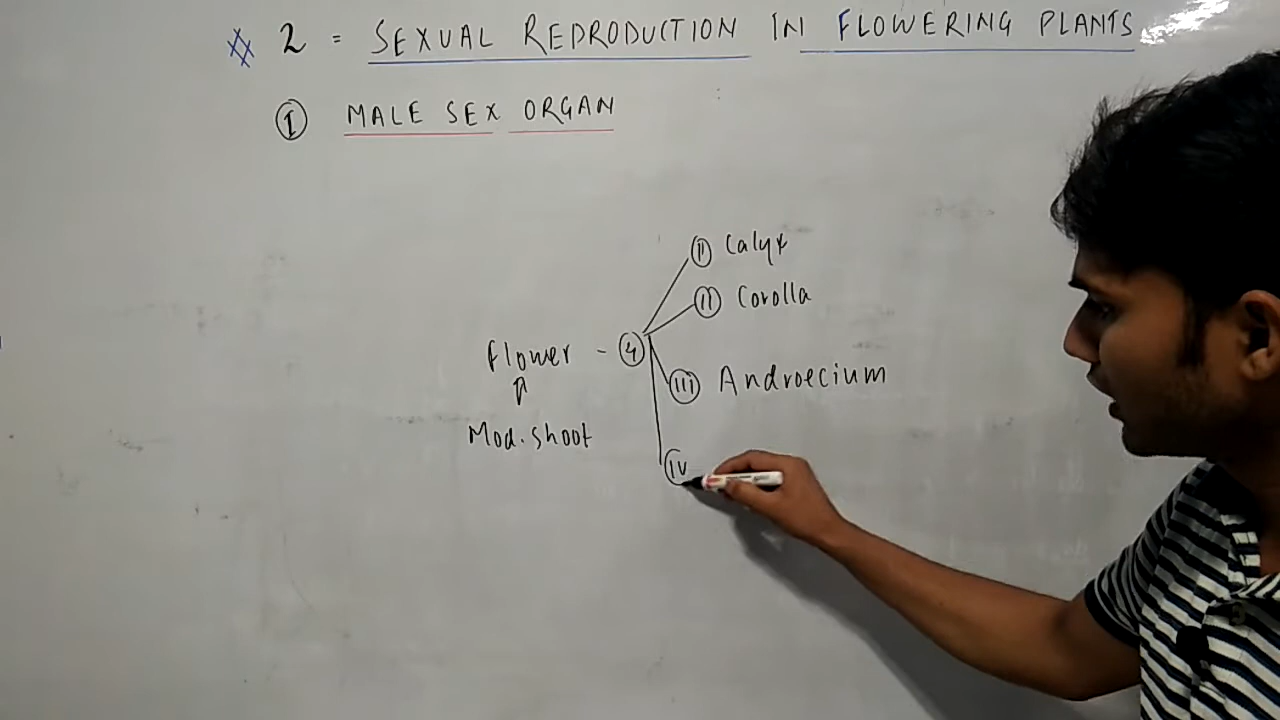 2 = SEXUAL REPRODUCTION IN FLOWERING PLANTS
I MALE SEX ORGAN
I Calyx
II Corolla
flower - 4
III Androecium
Mod. shoot
IV